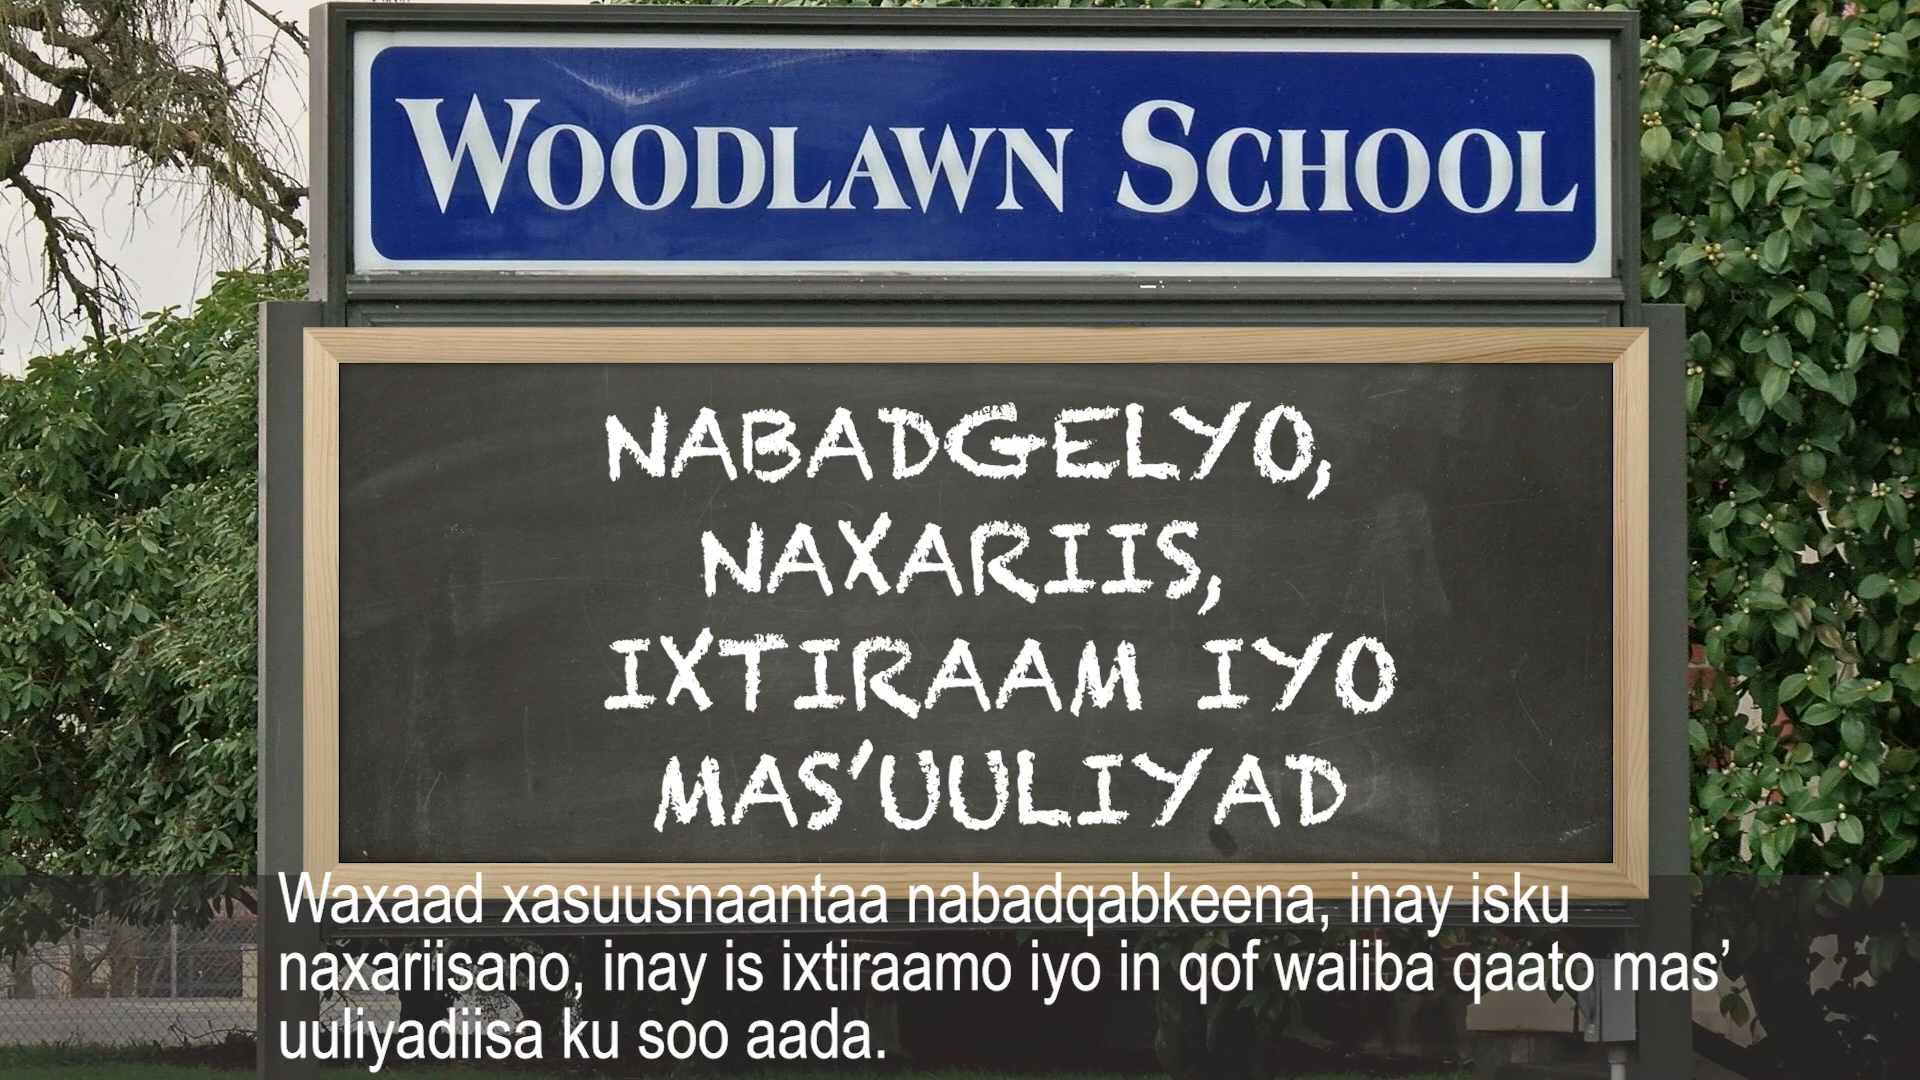 WOODLAWN SCHOOL
NABADGELYO,
NAXARIIS,
IXTIRAAM IYO
MAS’UULIYAD
Waxaad xasuusnaantaa nabadqabkeena, inay isku
naxariisano, inay is ixtiraamo iyo in qof waliba qaato mas’
uuliyadiisa ku soo aada.